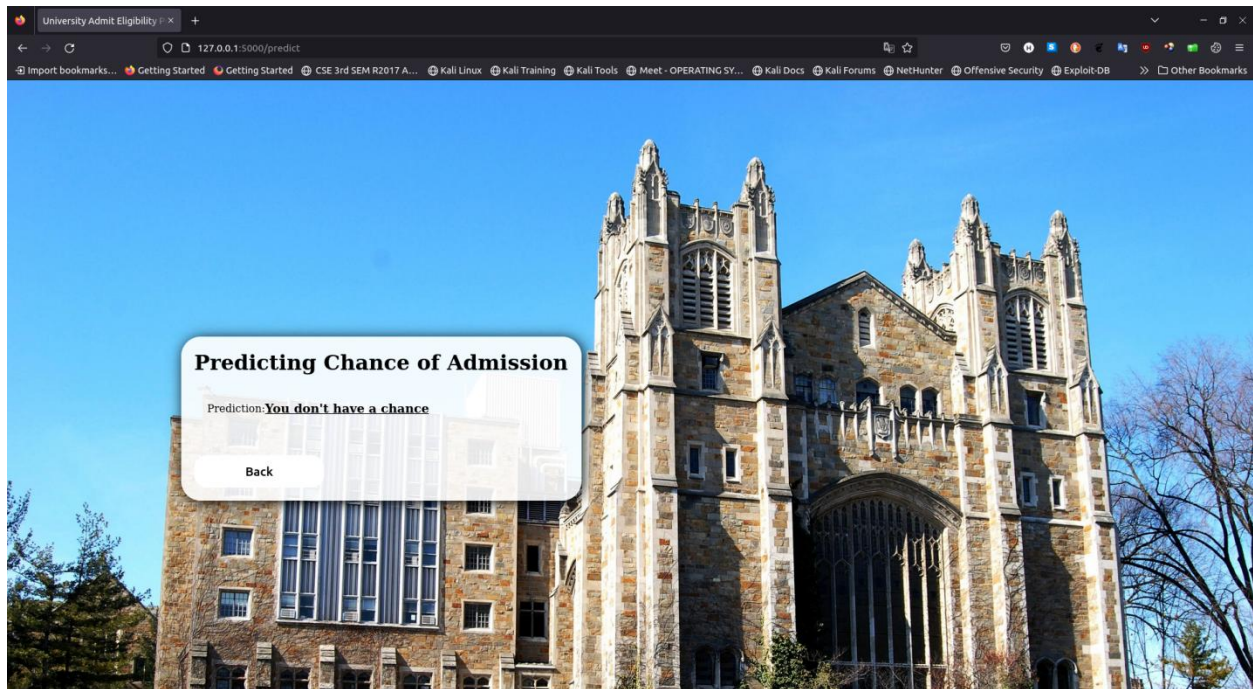 University Admit Eligibility P
127.0.0.1:5000/predict
Import bookmarks... Getting Started Getting Started CSE 3rd SEM R2017 A... Kali Linux Kali Training Kali Tools Meet - OPERATING SY... Kali Docs Kali Forums NetHunter Offensive Security Exploit-DB Other Bookmarks
Predicting Chance of Admission
Prediction:You don't have a chance
Back